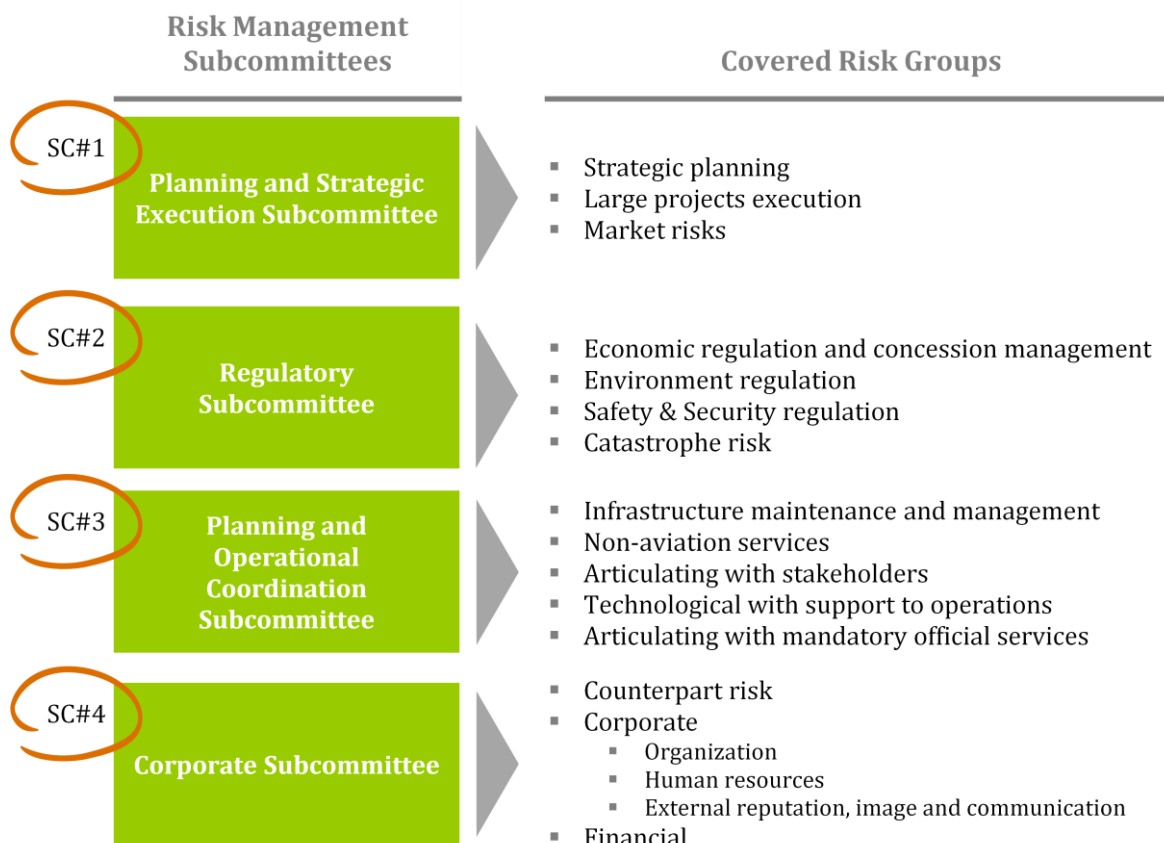 Risk Management
Subcommittees
Covered Risk Groups
SC#1
Planning and Strategic
Execution Subcommittee
▪ Strategic planning
▪ Large projects execution
▪ Market risks
SC#2
Regulatory
Subcommittee
▪ Economic regulation and concession management
▪ Environment regulation
▪ Safety & Security regulation
▪ Catastrophe risk
SC#3
Planning and
Operational
Coordination
Subcommittee
▪ Infrastructure maintenance and management
▪ Non-aviation services
▪ Articulating with stakeholders
▪ Technological with support to operations
▪ Articulating with mandatory official services
SC#4
Corporate Subcommittee
▪ Counterpart risk
▪ Corporate
▪ Organization
▪ Human resources
▪ External reputation, image and communication
▪ Financial